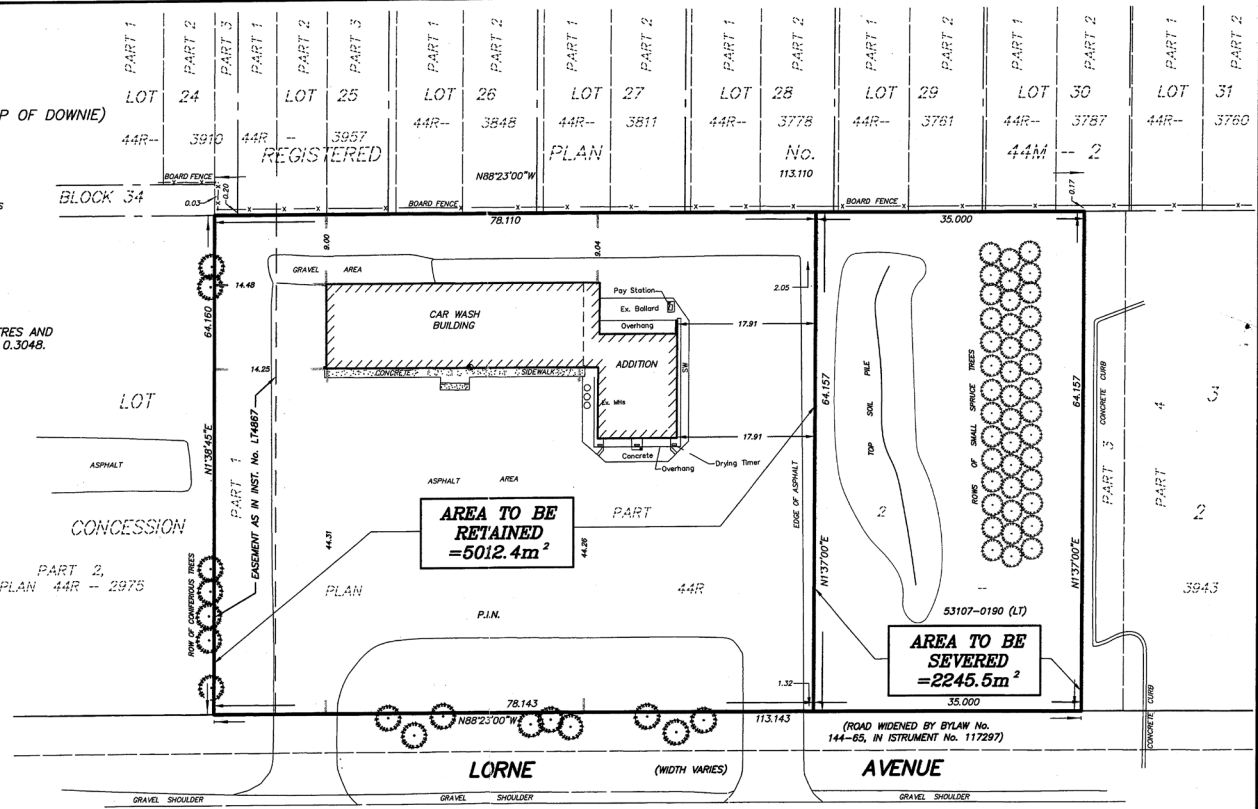 PART 1
PART 2
PART 3
PART 1
PART 2
PART 3
PART 1
PART 2
PART 1
PART 2
PART 1
PART 2
PART 1
PART 2
PART 1
PART 2
PART 1
PART 2
LOT 24
LOT 25
LOT 26
LOT 27
LOT 28
LOT 29
LOT 30
LOT 31
P OF DOWNIE)
44R-- 3910
44R -- 3957
44R-- 3848
44R-- 3811
44R-- 3778
44R-- 3761
44R-- 3787
44R-- 3760
REGISTERED PLAN No. 44M -- 2
BOARD FENCE
N88°23'00"W
113.110
BLOCK 34
0.03
0.20
BOARD FENCE
BOARD FENCE
0.17
78.110
35.000
9.00
9.04
GRAVEL AREA
14.48
2.05
Pay Station
Ex. Bollard
Overhang
CAR WASH
BUILDING
17.91
64.160
TRES AND
0.3048.
14.25
CONCRETE SIDEWALK
ADDITION
SW
TOP SOIL PILE
ROWS OF SMALL SPRUCE TREES
64.157
64.157
CONCRETE CURB
LOT
4
3
Ex. MHs
N1°38'45"E
PART 1
EASEMENT AS IN INST. No. LT4867
17.91
Concrete
Overhang
Drying Timer
ASPHALT
ASPHALT AREA
EDGE OF ASPHALT
PART 3
PART
AREA TO BE
RETAINED
=5012.4m²
PART
2
2
CONCESSION
44.31
44.26
PART 2,
PLAN 44R -- 2975
PLAN
44R
--
3943
N1°37'00"E
N1°37'00"E
ROW OF CONIFERIOUS TREES
P.I.N.
53107-0190 (LT)
AREA TO BE
SEVERED
=2245.5m²
1.32
78.143
35.000
N88°23'00"W
113.143
(ROAD WIDENED BY BYLAW No.
144-65, IN ISTRUMENT No. 117297)
CONCRETE CURB
LORNE (WIDTH VARIES) AVENUE
GRAVEL SHOULDER
GRAVEL SHOULDER
GRAVEL SHOULDER